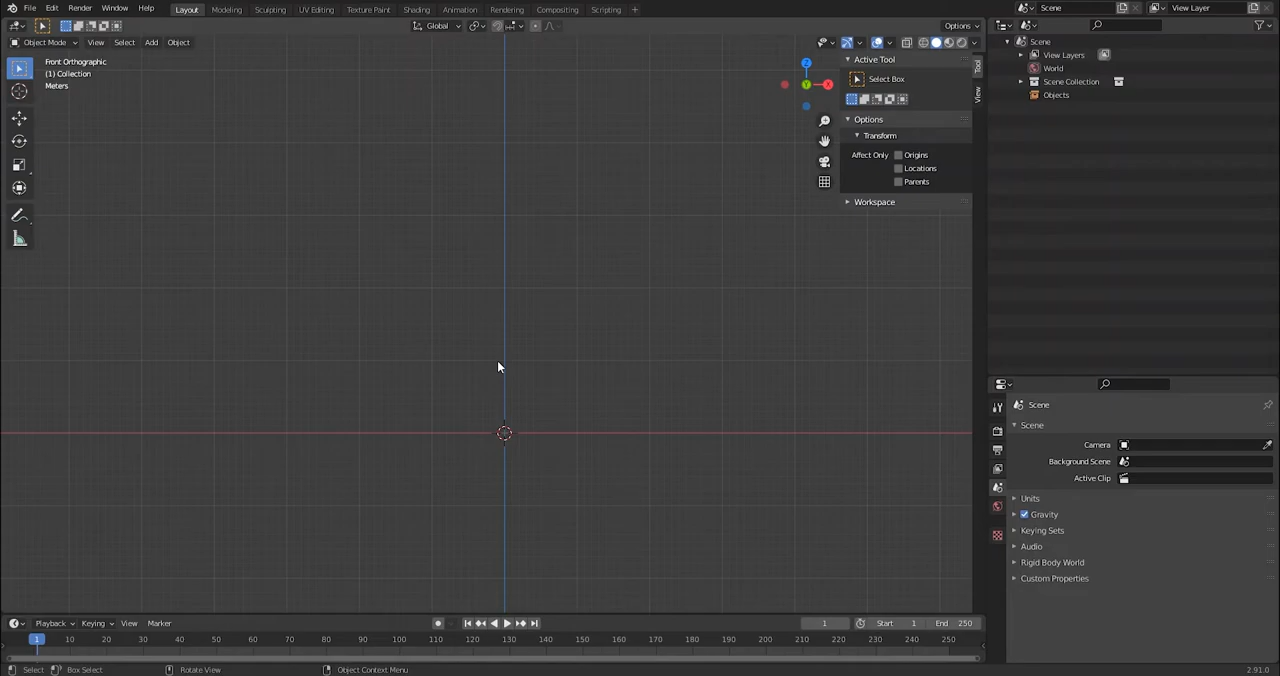 File Edit Render Window Help Layout Modeling Sculpting UV Editing Texture Paint Shading Animation Rendering Compositing Scripting + Scene View Layer
Global Options
Object Mode View Select Add Object
Front Orthographic
(1) Collection
Meters
Z
X
Y
Active Tool
Select Box
Options
Transform
Affect Only Origins
Locations
Parents
Workspace
Tool
View
Scene
View Layers
World
Scene Collection
Objects
Scene
Scene
Camera
Background Scene
Active Clip
Units
Gravity
Keying Sets
Audio
Rigid Body World
Custom Properties
Playback Keying View Marker 1 Start 1 End 250
1 10 20 30 40 50 60 70 80 90 100 110 120 130 140 150 160 170 180 190 200 210 220 230 240 250
Select Box Select Rotate View Object Context Menu 2.91.0